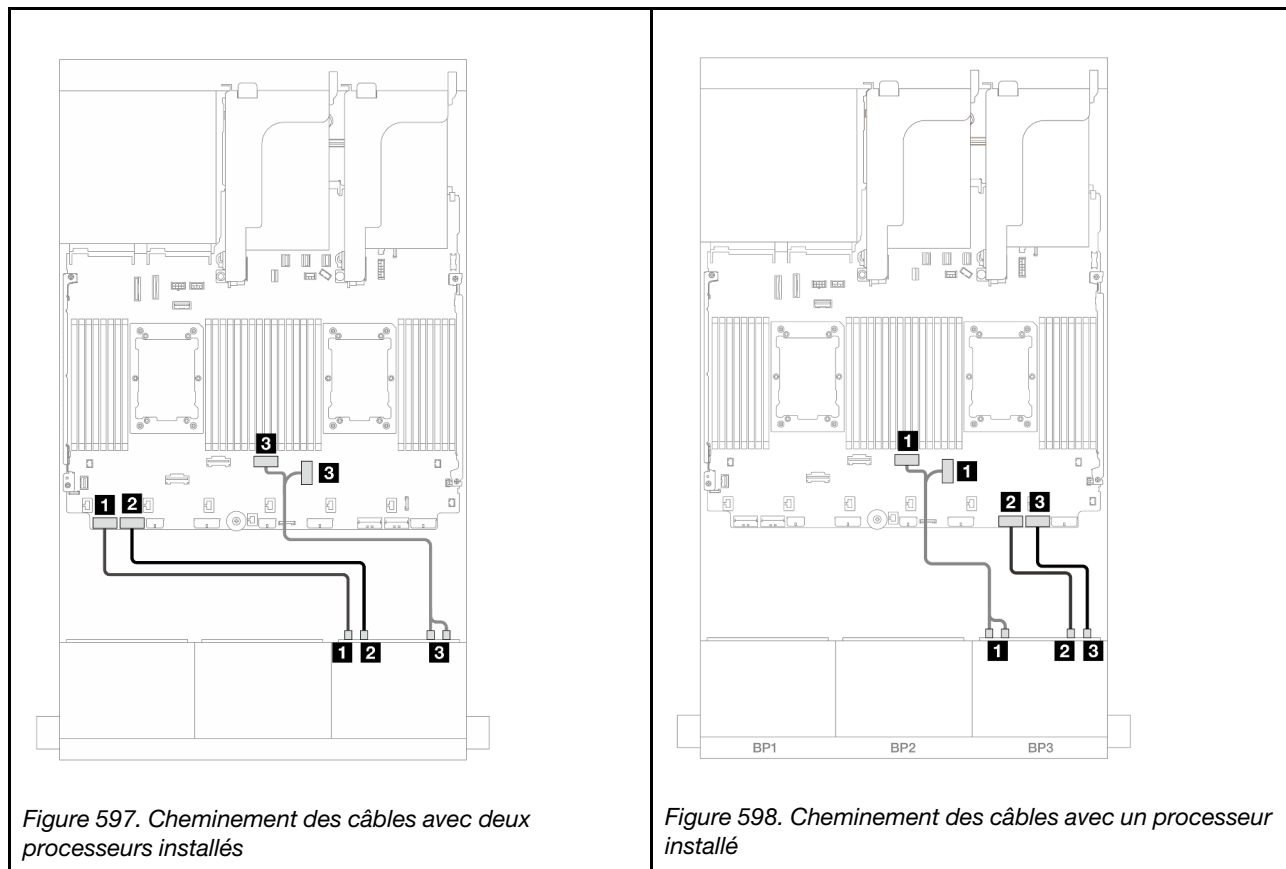 3
3
1 2
1 2 3
Figure 597. Cheminement des câbles avec deux
processeurs installés
1
1
2 3
1 2 3
BP1 BP2 BP3
Figure 598. Cheminement des câbles avec un processeur
installé